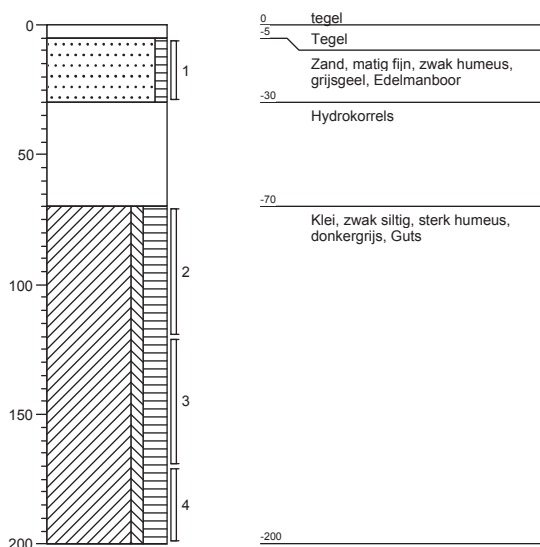 0
50
100
150
200
1
2
3
4
0 tegel
-5 Tegel
Zand, matig fijn, zwak humeus,
grijsgeel, Edelmanboor
-30
Hydrokorrels
-70
Klei, zwak siltig, sterk humeus,
donkergrijs, Guts
-200